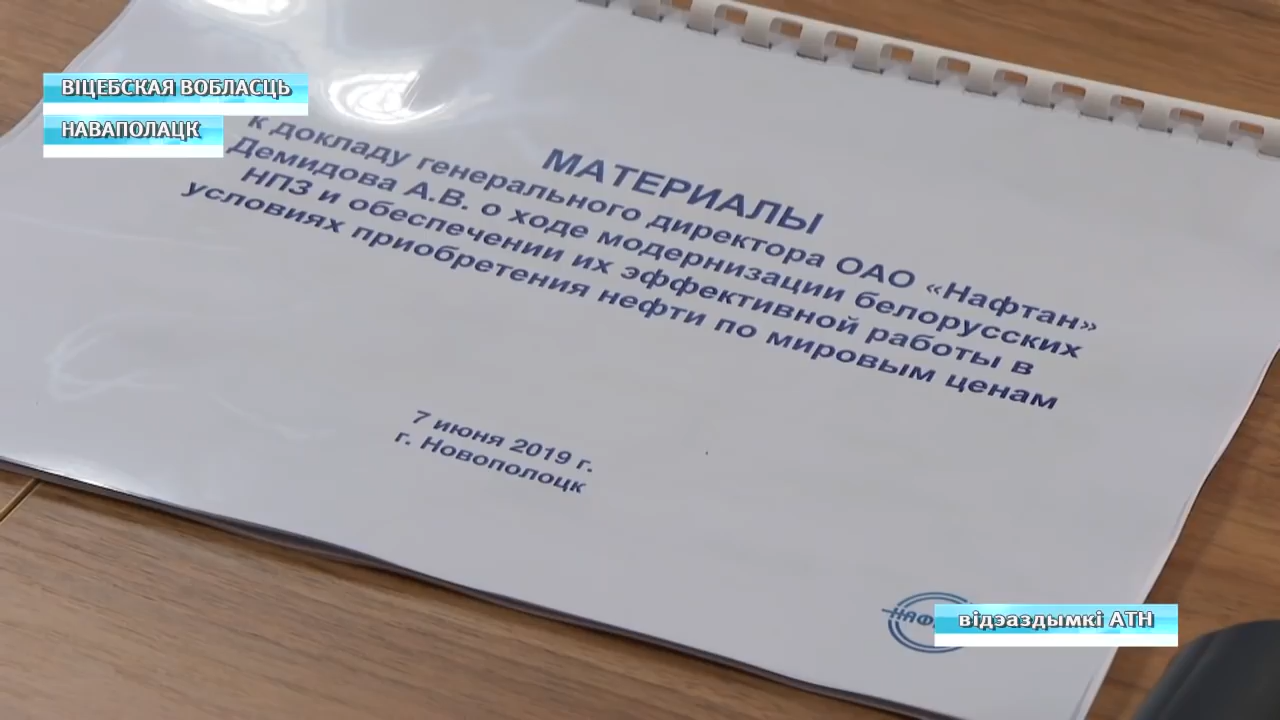 ВІЦЕБСКАЯ ВОБЛАСЦЬ
НАВАПОЛАЦК
МАТЕРИАЛЫ
к докладу генерального директора ОАО «Нафтан»
Демидова А.В. о ходе модернизации белорусских
НПЗ и обеспечении их эффективной работы в
условиях приобретения нефти по мировым ценам
7 июня 2019 г.
г. Новополоцк
відэаздымкі АТН